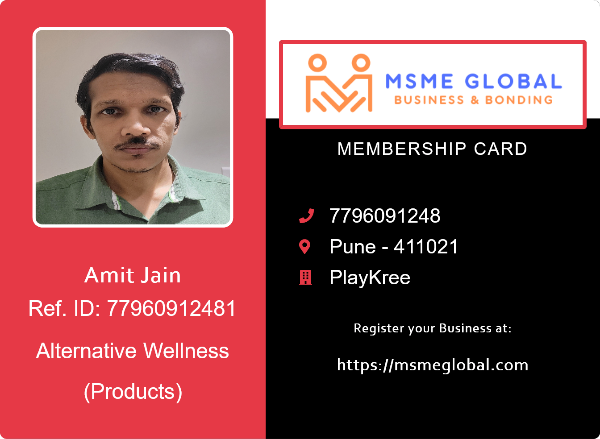 Amit Jain
Ref. ID: 77960912481
Alternative Wellness
(Products)
MSME GLOBAL
BUSINESS & BONDING
MEMBERSHIP CARD
7796091248
Pune - 411021
PlayKree
Register your Business at:
https://msmeglobal.com